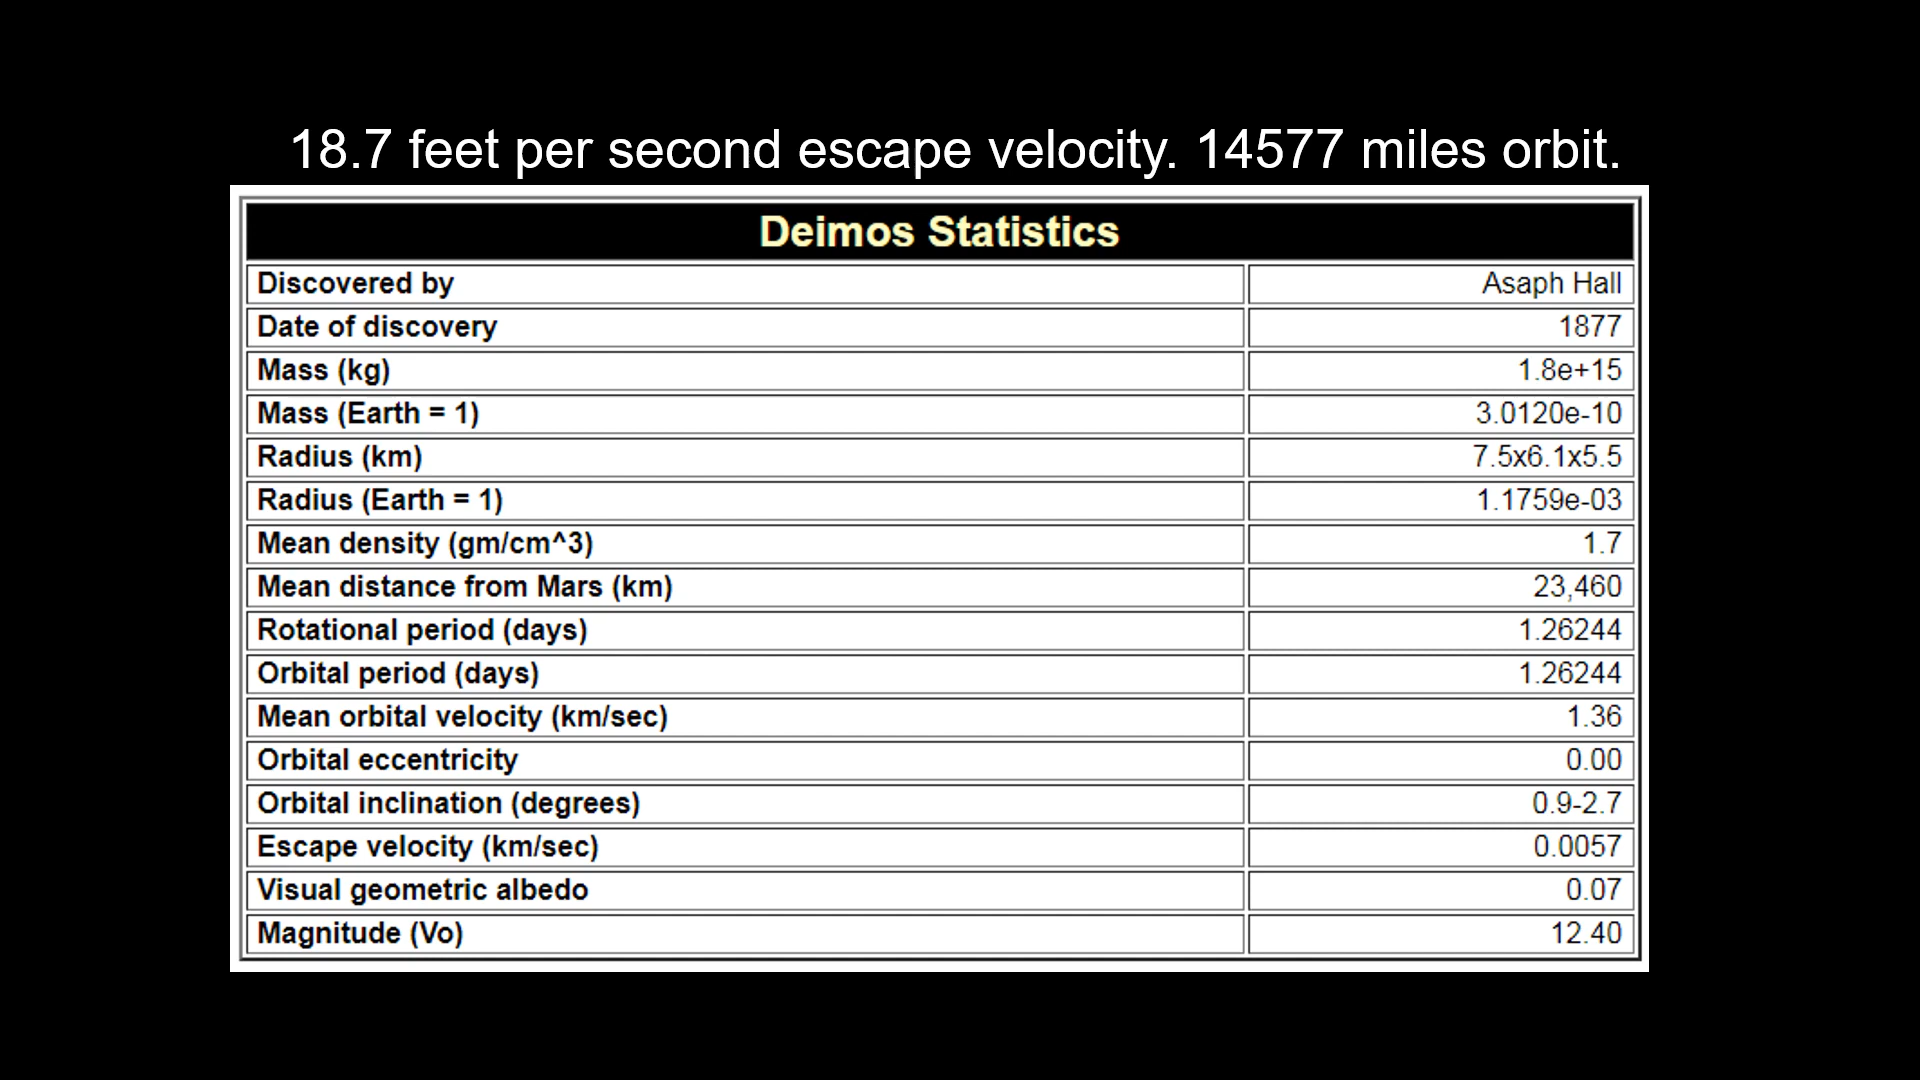 18.7 feet per second escape velocity. 14577 miles orbit.
Deimos Statistics
Discovered by Asaph Hall
Date of discovery 1877
Mass (kg) 1.8e+15
Mass (Earth = 1) 3.0120e-10
Radius (km) 7.5x6.1x5.5
Radius (Earth = 1) 1.1759e-03
Mean density (gm/cm^3) 1.7
Mean distance from Mars (km) 23,460
Rotational period (days) 1.26244
Orbital period (days) 1.26244
Mean orbital velocity (km/sec) 1.36
Orbital eccentricity 0.00
Orbital inclination (degrees) 0.9-2.7
Escape velocity (km/sec) 0.0057
Visual geometric albedo 0.07
Magnitude (Vo) 12.40